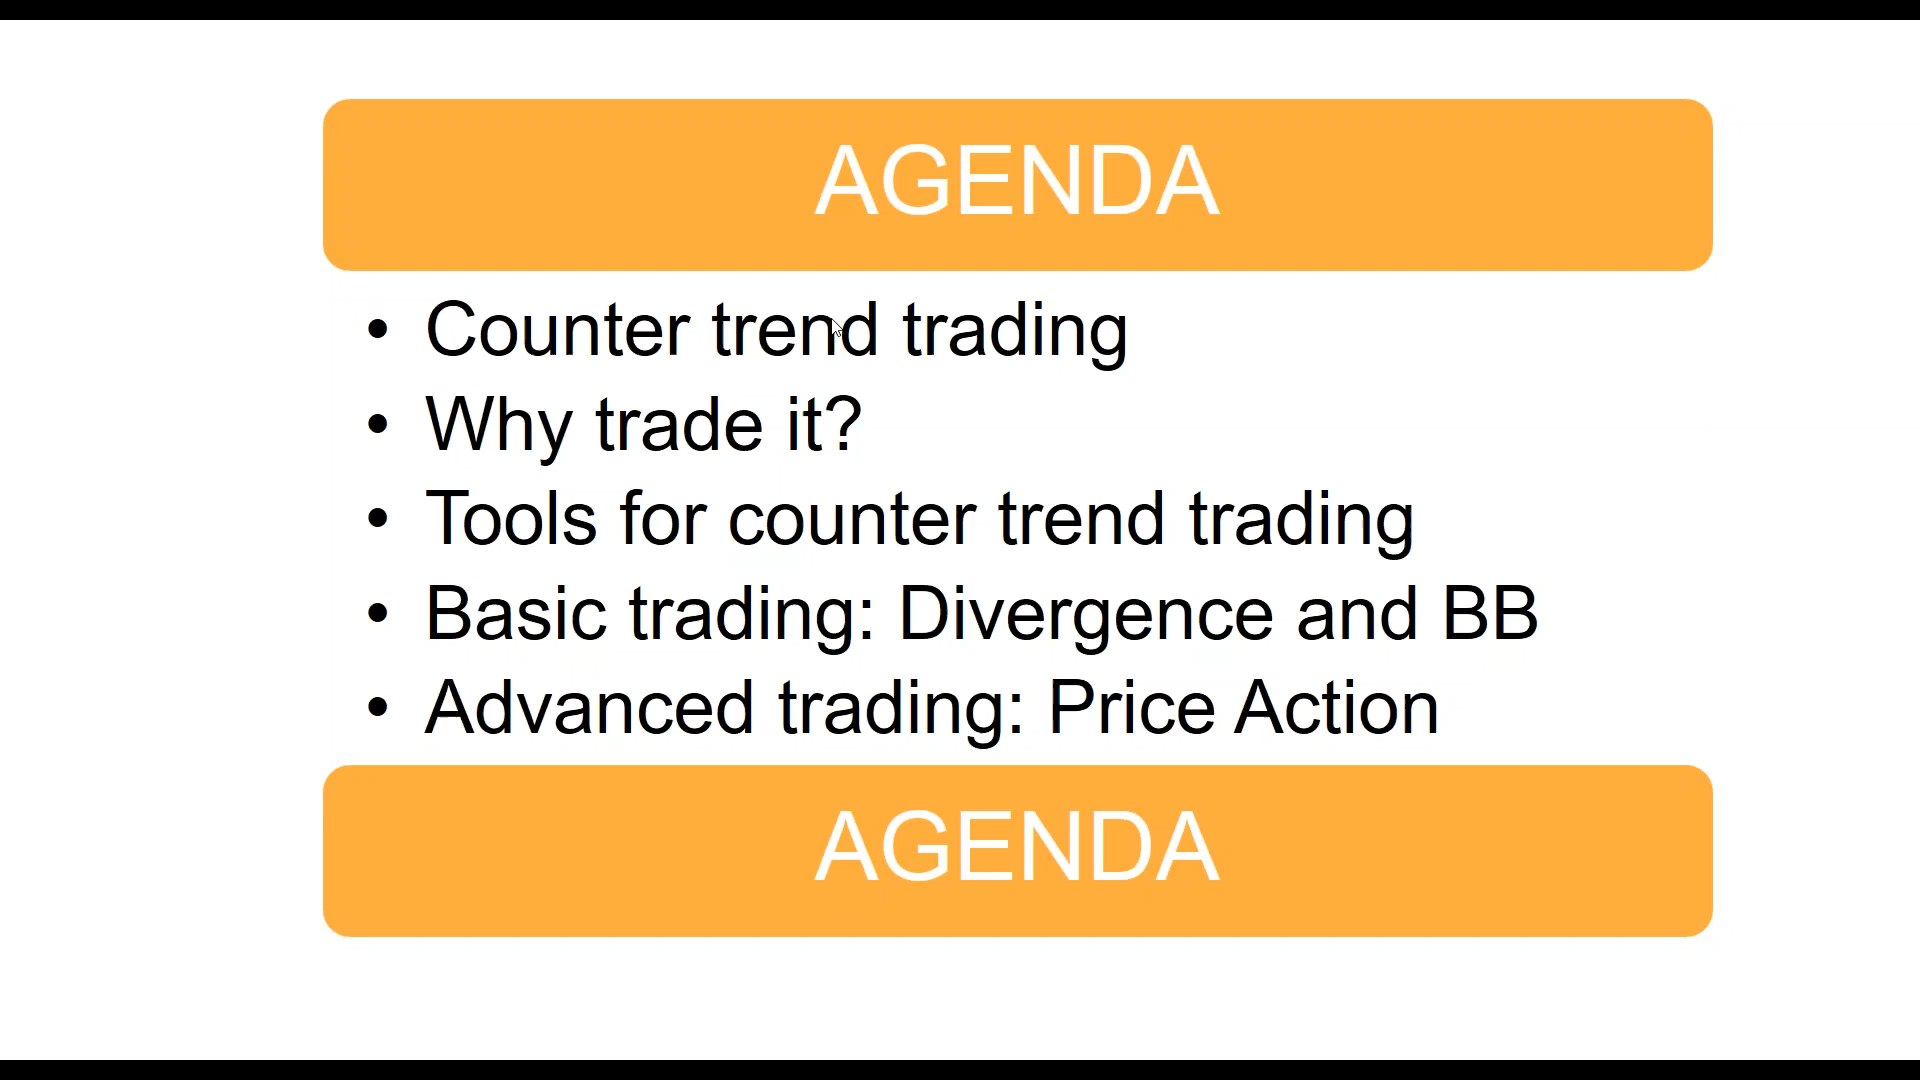 AGENDA
• Counter trend trading
• Why trade it?
• Tools for counter trend trading
• Basic trading: Divergence and BB
• Advanced trading: Price Action
AGENDA